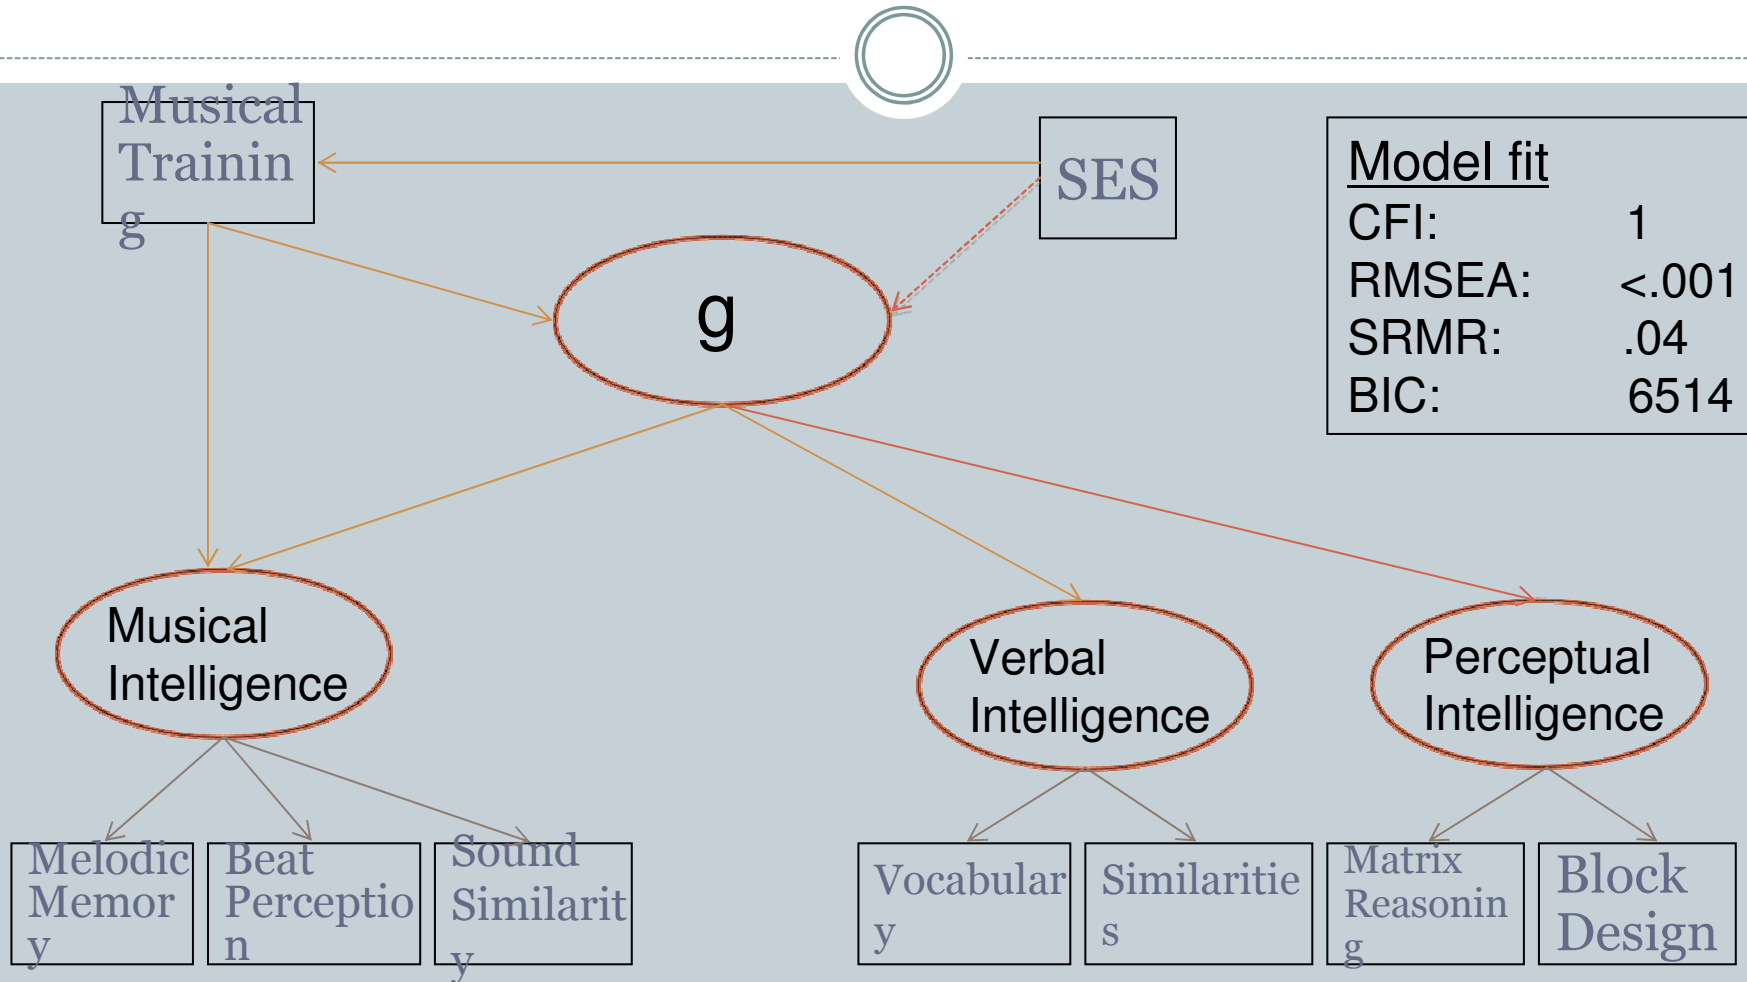 Musical
Trainin
g
SES
Model fit
CFI: 1
RMSEA: <.001
SRMR: .04
BIC: 6514
g
Musical
Intelligence
Verbal
Intelligence
Perceptual
Intelligence
Melodic
Memor
y
Beat
Perceptio
n
Sound
Similarit
y
Vocabular
y
Similaritie
s
Matrix
Reasonin
g
Block
Design